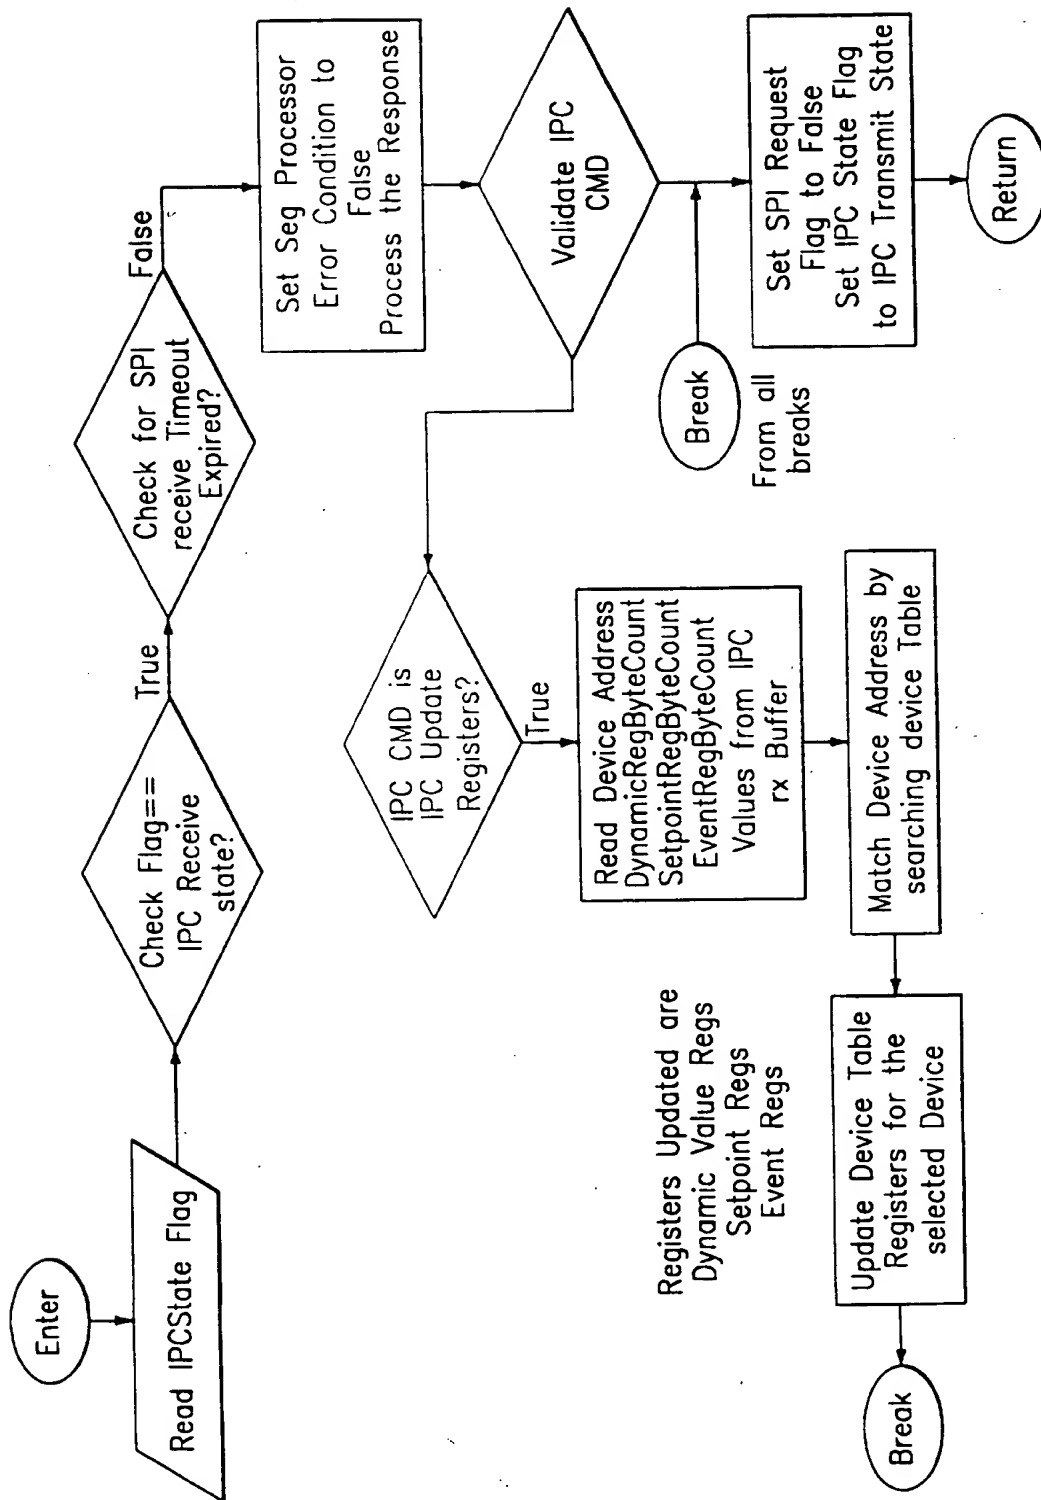 Enter
Read IPCState Flag
Check Flag==
IPC Receive
state?
True
Check for SPI
receive Timeout
Expired?
False
Set Seg Processor
Error Condition to
False
Process the Response
Validate IPC
CMD
IPC CMD is
IPC Update
Registers?
True
Read Device Address
DynamicRegByteCount
SetpointRegByteCount
EventRegByteCount
Values from IPC
rx Buffer
Match Device Address by
searching device Table
Registers Updated are
Dynamic Value Regs
Setpoint Regs
Event Regs
Update Device Table
Registers for the
selected Device
Break
Break
From all
breaks
Set SPI Request
Flag to False
Set IPC State Flag
to IPC Transmit State
Return